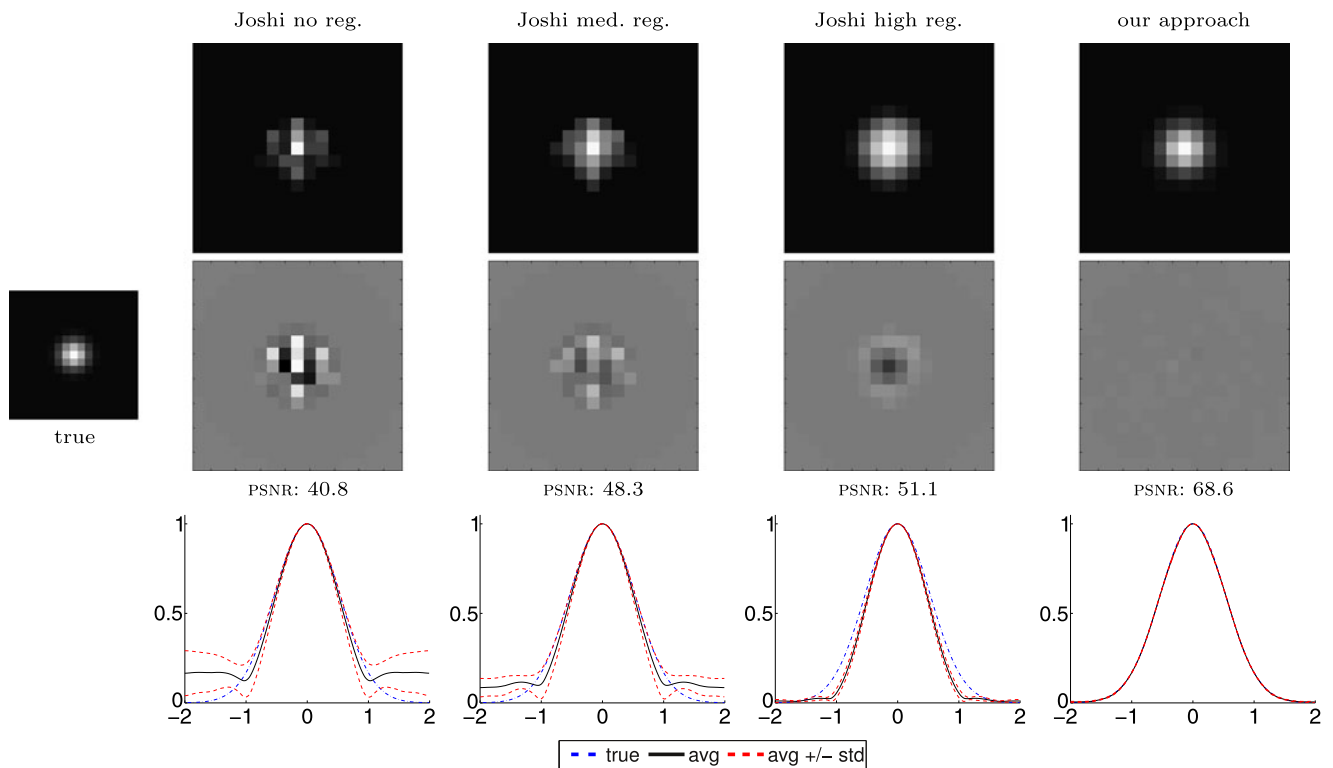 Joshi no reg. Joshi med. reg. Joshi high reg. our approach
true
PSNR: 40.8 PSNR: 48.3 PSNR: 51.1 PSNR: 68.6
1 1 1 1
0.5 0.5 0.5 0.5
0 0 0 0
−2 −1 0 1 2 −2 −1 0 1 2 −2 −1 0 1 2 −2 −1 0 1 2
true avg avg +/− std